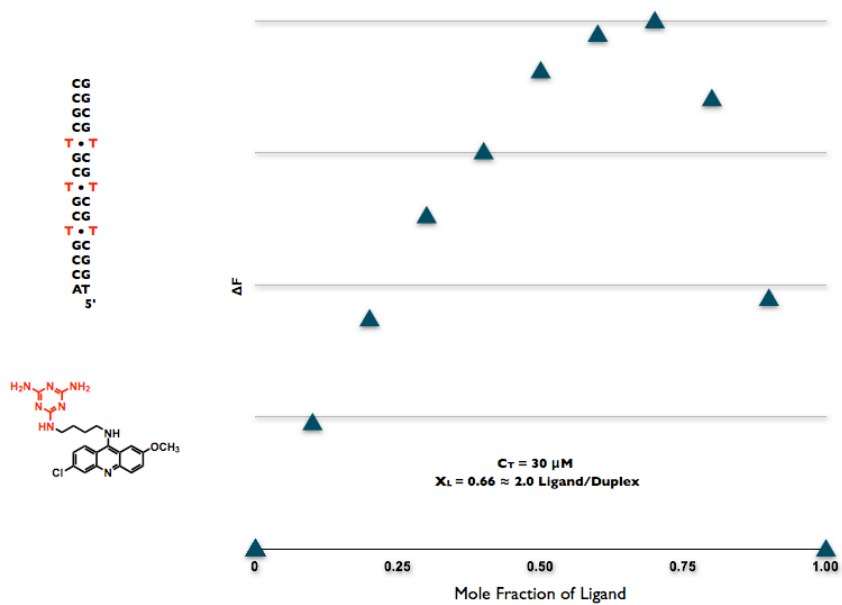 CG
CG
GC
CG
T • T
GC
CG
T • T
GC
CG
T • T
GC
CG
CG
AT
5'
ΔF
H₂N N NH₂
N N
HN
NH
OCH₃
Cl
N
C_T = 30 µM
X_L = 0.66 ≈ 2.0 Ligand/Duplex
0 0.25 0.50 0.75 1.00
Mole Fraction of Ligand